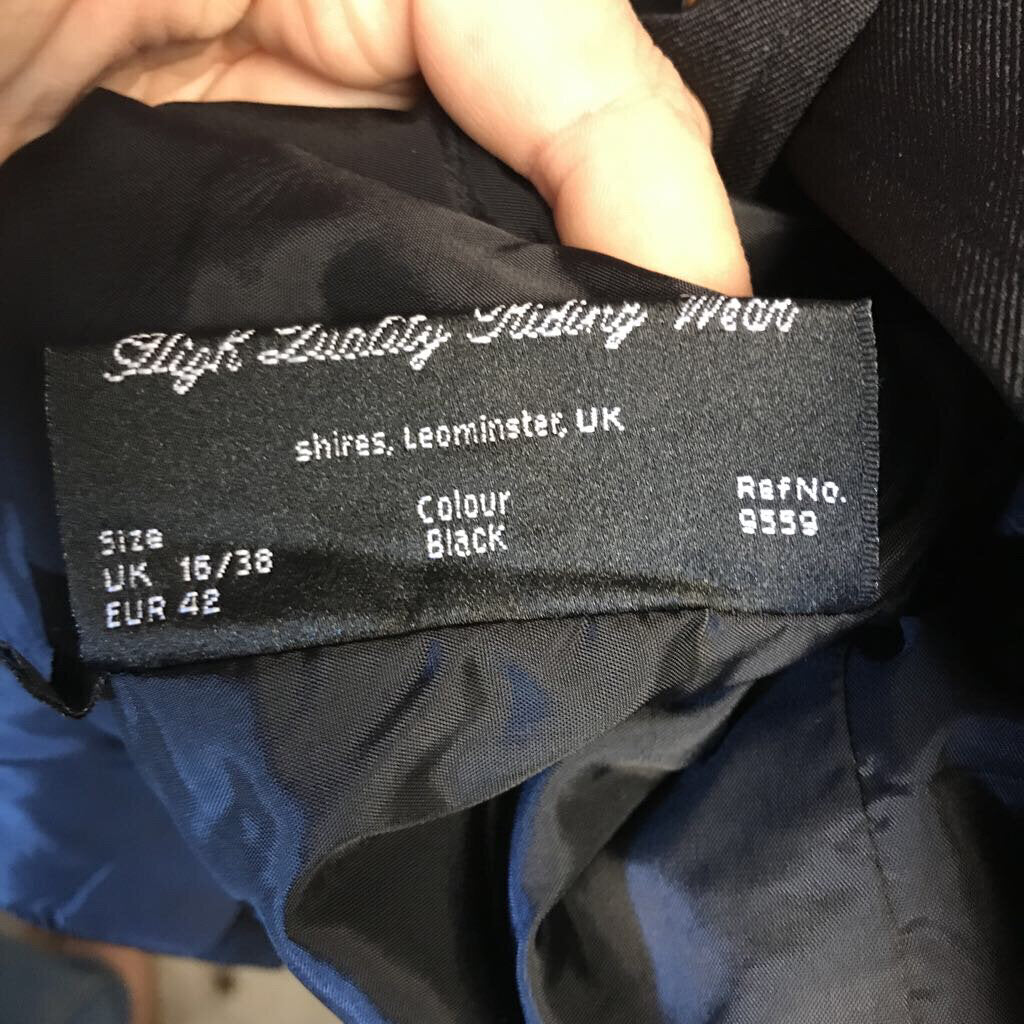 High Quality Riding Wear
shires, Leominster, UK
Size
UK 16/38
EUR 42
Colour
Black
Ref No.
9559